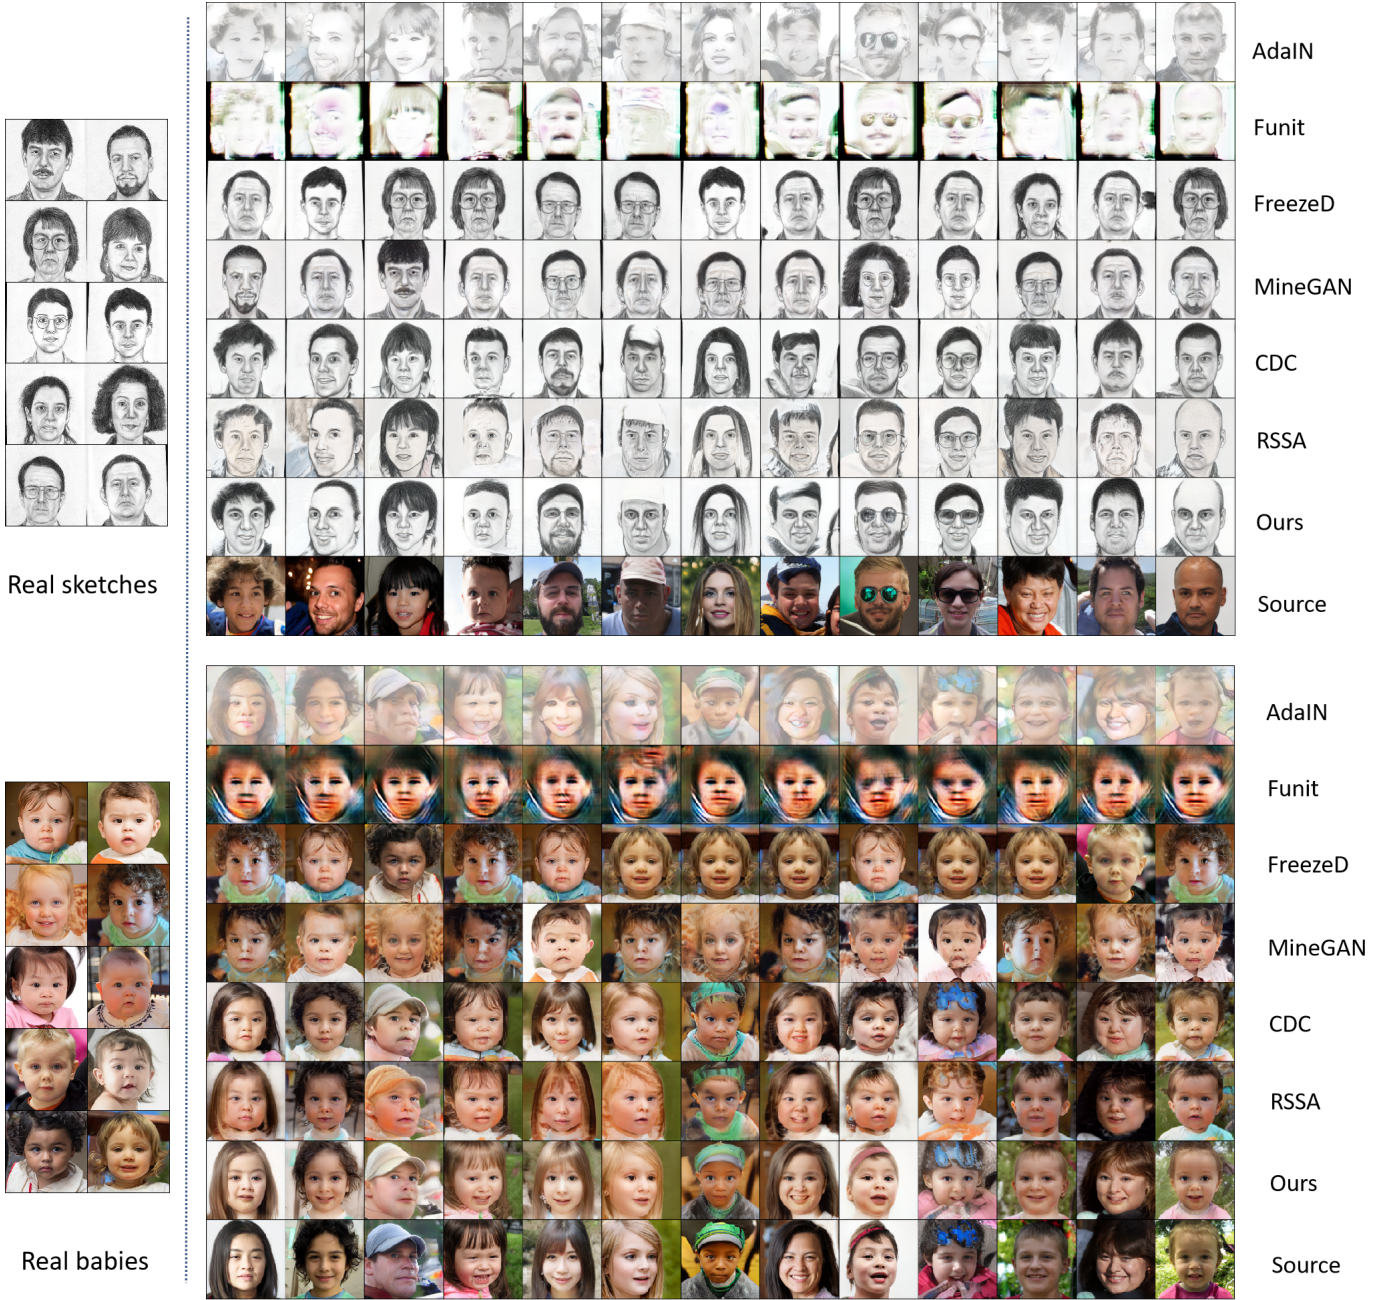 AdaIN
Funit
FreezeD
MineGAN
CDC
RSSA
Ours
Real sketches
Source
AdaIN
Funit
FreezeD
MineGAN
CDC
RSSA
Ours
Real babies
Source